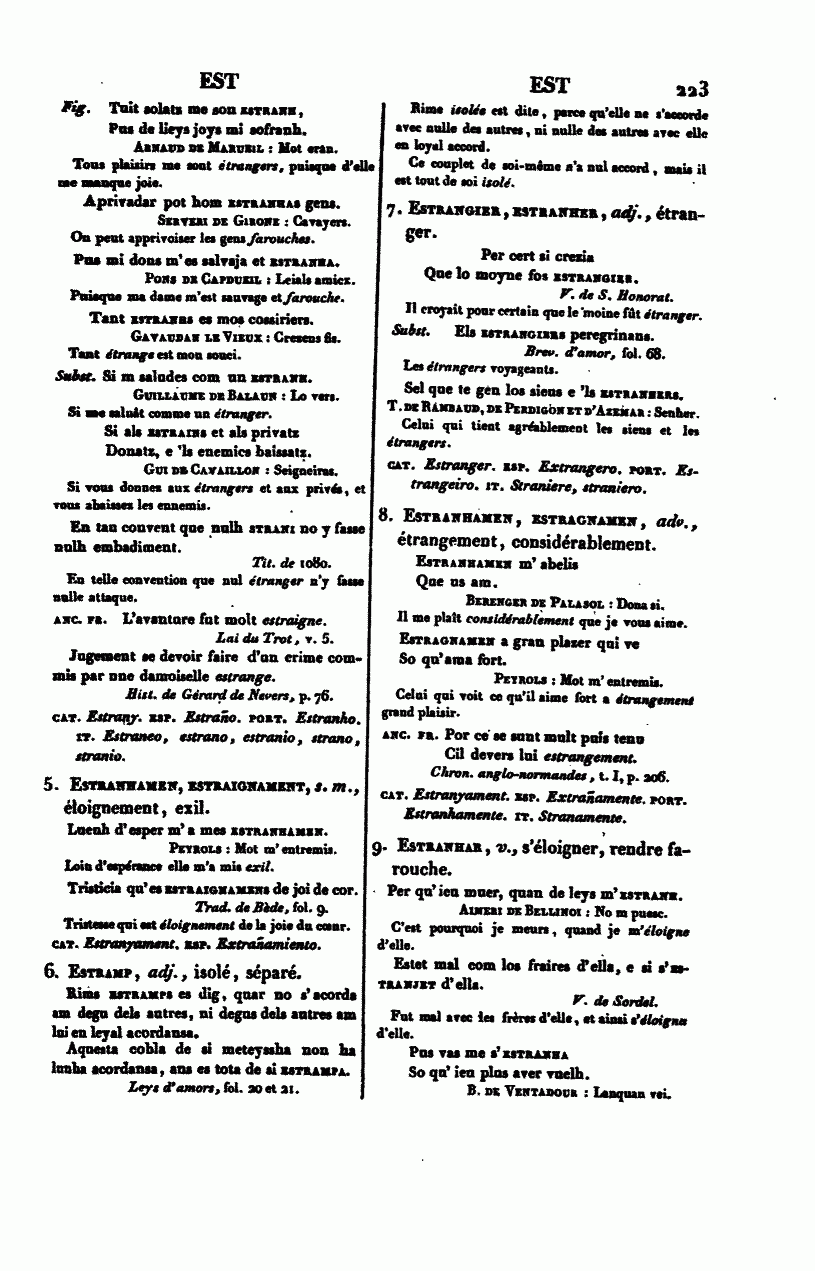 EST
Fig. Tuit solatz me son ESTRANH,
Pus de lieys joys mi sofranh.
ARNAUD DE MARUEIL : Mot eran.
Tous plaisirs me sont étrangers, puisque d'elle
me manque joie.
Aprivadar pot hom ESTRANHAS gens.
SERVERI DE GIRONE : Cavayers.
On peut apprivoiser les gens farouches.
Pus mi dons m'es salvaja et ESTRANHA.
PONS DE CAPDUEIL : Leials amicx.
Puisque ma dame m'est sauvage et farouche.
Tant ESTRANHS es mos cossiriers.
GAVAUDAN LE VIEUX : Crezens fis.
Tant étrange est mon souci.
Subst. Si m saludes com un ESTRANH.
GUILLAUME DE BALAUN : Lo vers.
Si me saluât comme un étranger.
Si als ESTRAINS et als privatz
Donatz, e 'ls enemics baissatz.
GUI DE CAVAILLON : Seigneiras.
Si vous donnez aux étrangers et aux privés, et
vous abaissez les ennemis.
En tau convent que nulh STRANI no y fasse
nulh embadiment.
Tit. de 1080.
En telle convention que nul étranger n'y fasse
nulle attaque.
ANC. FR. L'avanture fut molt estraigne.
Lai du Trot, v. 5.
Jugement se devoir faire d'un crime com-
mis par une damoiselle estrange.
Hist. de Gérard de Nevers, p. 76.
CAT. Estrany. ESP. Estraño. PORT. Estranho.
IT. Estraneo, estrano, estranio, strano,
stranio.
5. ESTRANHAMEN, ESTRAIGNAMENT, s. m.,
éloignement, exil.
Luenh d'esper m'a mes ESTRANHAMEN.
PEYROLS : Mot m'entremis.
Loin d'espérance elle m'a mis exil.
Tristicia qu'es ESTRAIGNAMENS de joi de cor.
Trad. de Bède, fol. 9.
Tristesse qui est éloignement de la joie du cœur.
CAT. Estranyament. ESP. Extrañamiento.
6. ESTRAMP, adj., isolé, séparé.
Rims ESTRAMPS es dig, quar no s'acorda
am degu dels autres, ni degus dels autres am
lui en leyal acordansa.
Aquesta cobla de si meteyssha non ha
lunha acordansa, ans es tota de si ESTRAMPA.
Leys d'amors, fol. 20 et 21.
EST
223
Rime isolée est dite, parce qu'elle ne s'accorde
avec nulle des autres, ni nulle des autres avec elle
en loyal accord.
Ce couplet de soi-même n'a nul accord, mais il
est tout de soi isolé.
7. ESTRANGIER, ESTRANHER, adj., étran-
ger.
Per cert si crezia
Que lo moyne fos ESTRANGIER.
V. de S. Honorat.
Il croyait pour certain que le moine fût étranger.
Subst. Els ESTRANGIERS peregrinans.
Brev. d'amor, fol. 68.
Les étrangers voyageants.
Sel que te gen los siens e 'ls ESTRANHERS.
T. DE RAMBAUD, DE PERDIGON ET D'AZEMAR : Senher.
Celui qui tient agréablement les siens et les
étrangers.
CAT. Estranger. ESP. Extrangero. PORT. Es-
trangeiro. IT. Straniere, straniero.
8. ESTRANHAMEN, ESTRAGNAMEN, adv.,
étrangement, considérablement.
ESTRANHAMEN m'abelis
Que us am.
BERENGER DE PALASOL : Dona si.
Il me plaît considérablement que je vous aime.
ESTRAGNAMEN a gran plazer qui ve
So qu'ama fort.
PEYROLS : Mot m'entremis.
Celui qui voit ce qu'il aime fort a étrangement
grand plaisir.
ANC. FR. Por ce se sunt mult puis tenu
Cil devers lui estrangement.
Chron. anglo-normandes, t. I, p. 206.
CAT. Estranyament. ESP. Extrañamente. PORT.
Estranhamente. IT. Stranamente.
9. ESTRANHAR, v., s'éloigner, rendre fa-
rouche.
Per qu'ieu muer, quan de leys m'ESTRANH.
AIMERI DE BELLINOI : No m puesc.
C'est pourquoi je meurs, quand je m'éloigne
d'elle.
Estet mal com los fraires d'ella, e si s'ES-
TRANJET d'ella.
V. de Sordel.
Fut mal avec les frères d'elle, et ainsi s'éloigna
d'elle.
Pus vas me s'ESTRANHA
So qu'ieu plus aver vuelh.
B. DE VENTADOUR : Lanquan vei.